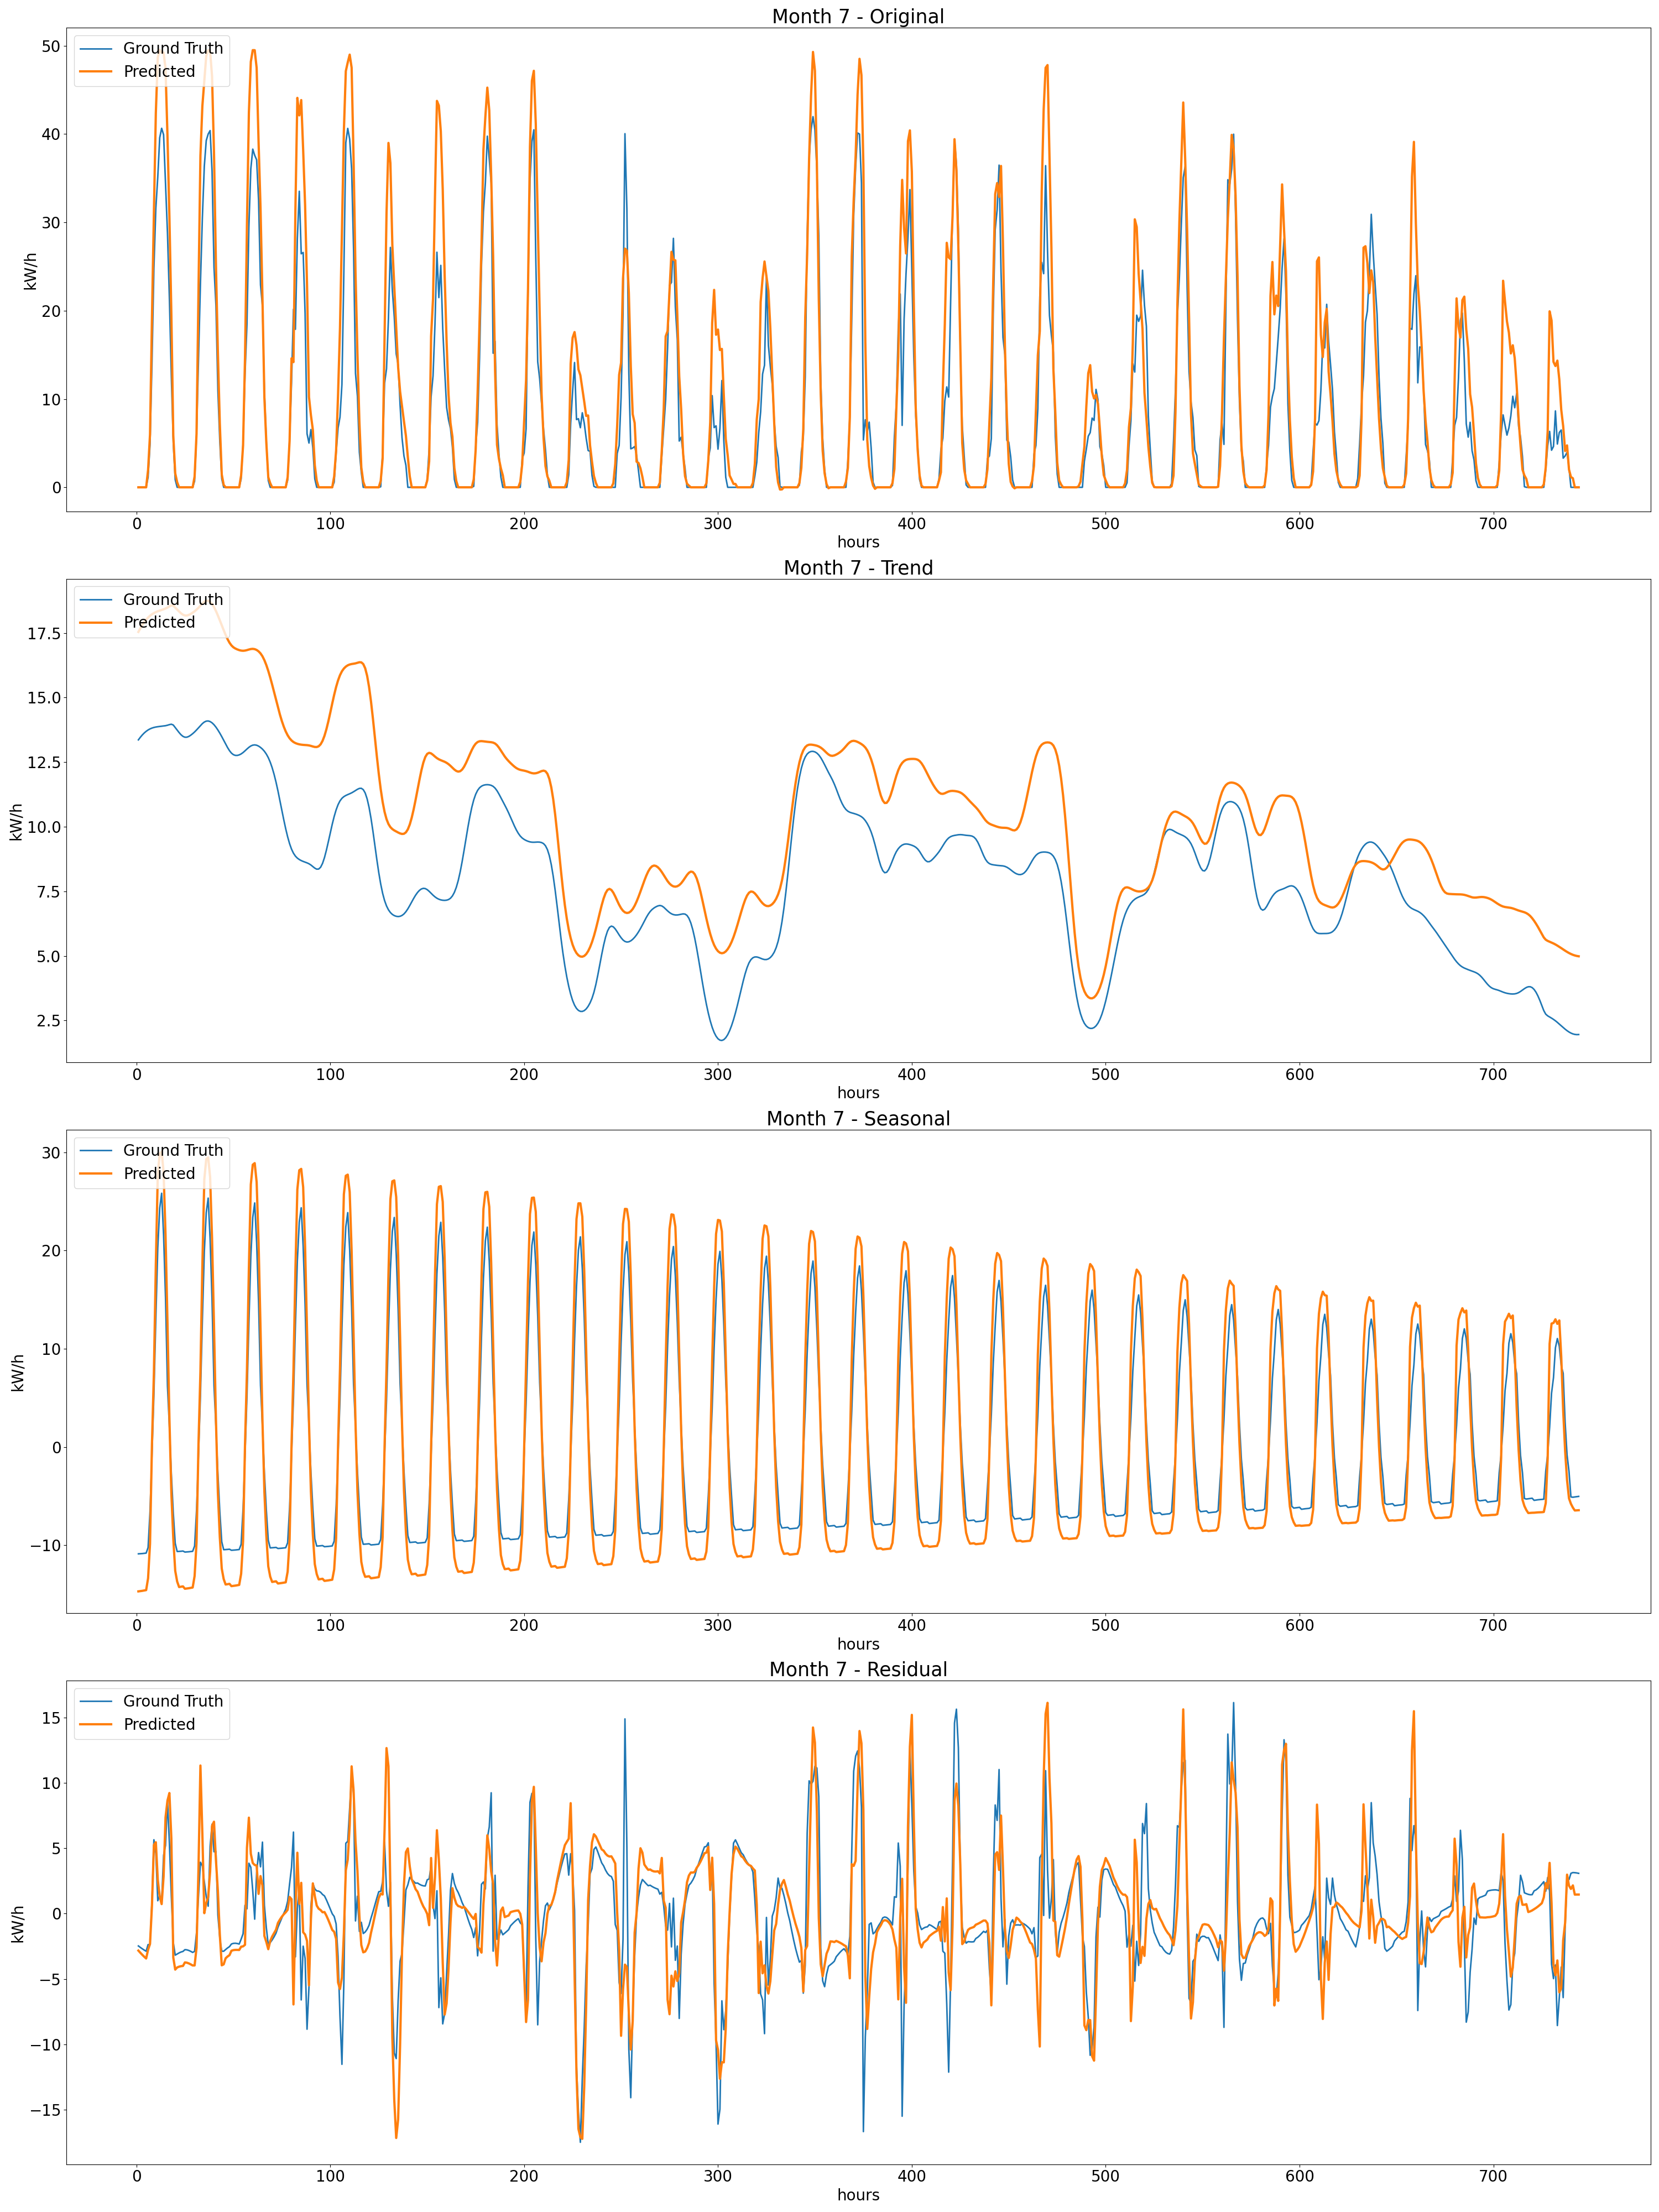 Month 7 - Original
Ground Truth
Predicted
50
40
30
20
10
0
kW/h
0 100 200 300 400 500 600 700
hours
Month 7 - Trend
Ground Truth
Predicted
17.5
15.0
12.5
10.0
7.5
5.0
2.5
kW/h
0 100 200 300 400 500 600 700
hours
Month 7 - Seasonal
Ground Truth
Predicted
30
20
10
0
−10
kW/h
0 100 200 300 400 500 600 700
hours
Month 7 - Residual
Ground Truth
Predicted
15
10
5
0
−5
−10
−15
kW/h
0 100 200 300 400 500 600 700
hours